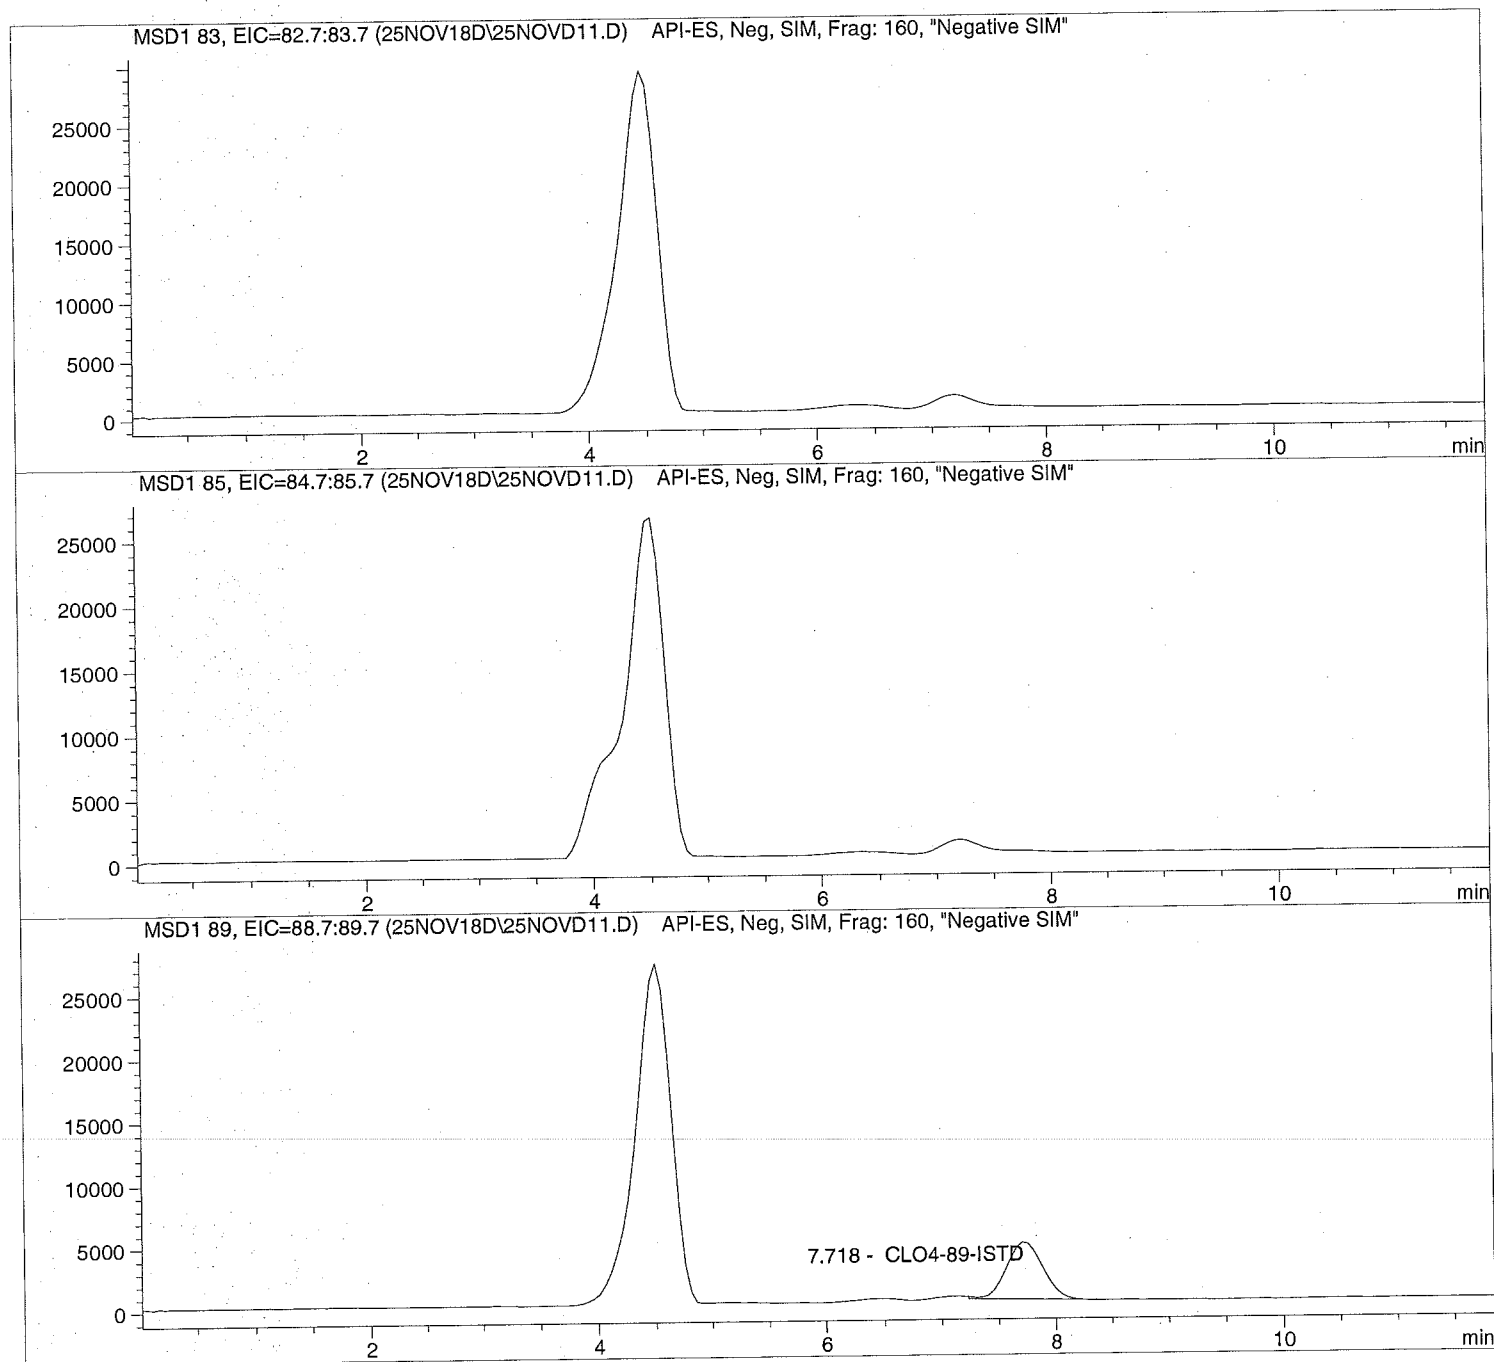 MSD1 83, EIC=82.7:83.7 (25NOV18D\25NOVD11.D) API-ES, Neg, SIM, Frag: 160, "Negative SIM"
25000
20000
15000
10000
5000
0
2 4 6 8 10 min
MSD1 85, EIC=84.7:85.7 (25NOV18D\25NOVD11.D) API-ES, Neg, SIM, Frag: 160, "Negative SIM"
25000
20000
15000
10000
5000
0
2 4 6 8 10 min
MSD1 89, EIC=88.7:89.7 (25NOV18D\25NOVD11.D) API-ES, Neg, SIM, Frag: 160, "Negative SIM"
25000
20000
15000
10000
5000
7.718 - CLO4-89-ISTD
0
2 4 6 8 10 min